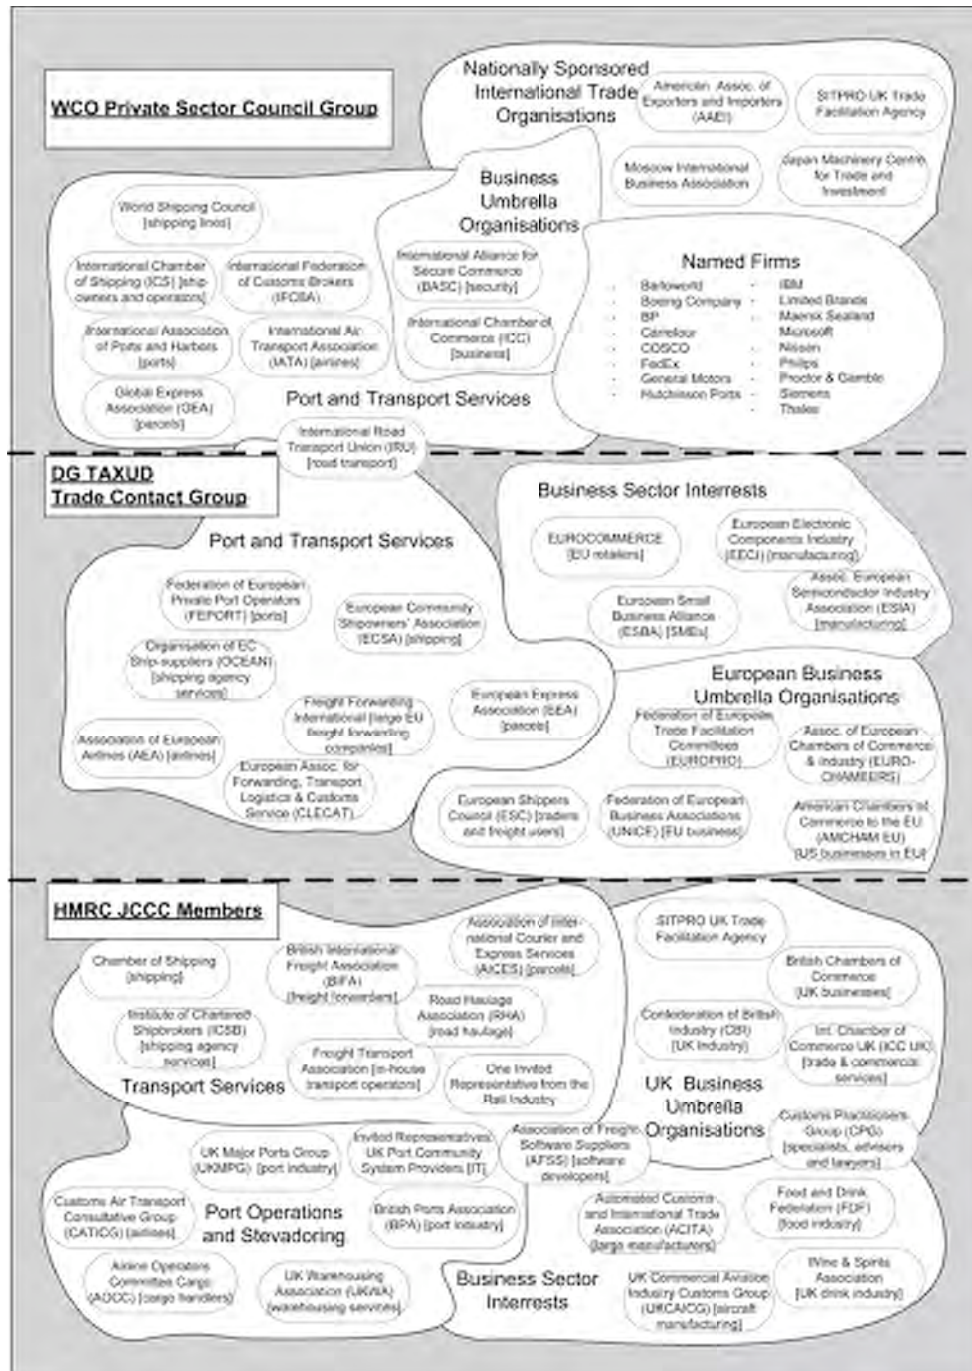 WCO Private Sector Council Group
Nationally Sponsored
International Trade
Organisations
American Assoc. of
Exporters and Importers
(AAEI)
SITPRO UK Trade
Facilitation Agency
Moscow International
Business Association
Japan Machinery Centre
for Trade and
Investment
Business
Umbrella
Organisations
International Alliance for
Secure Commerce
(BASC) [security]
International Chamber of
Commerce (ICC)
[business]
World Shipping Council
[shipping lines]
International Chamber
of Shipping (ICS) [ship
owners and operators]
International Federation
of Customs Brokers
(IFCBA)
International Association
of Ports and Harbors
[ports]
International Air
Transport Association
(IATA) [airlines]
Global Express
Association (GEA)
[parcels]
Port and Transport Services
International Road
Transport Union (IRU)
[road transport]
Named Firms
- Barloworld
- Boeing Company
- BP
- Carrefour
- COSCO
- FedEx
- General Motors
- Hutchinson Ports
- IBM
- Limited Brands
- Maersk Sealand
- Microsoft
- Nissen
- Philips
- Proctor & Gamble
- Siemens
- Thales
DG TAXUD
Trade Contact Group
Port and Transport Services
Federation of European
Private Port Operators
(FEPORT) [ports]
European Community
Shipowners' Association
(ECSA) [shipping]
Organisation of EC
Ship-suppliers (OCEAN)
[shipping agency
services]
Freight Forwarding
International [large EU
freight forwarding
companies]
European Express
Association (EEA)
[parcels]
Association of European
Airlines (AEA) [airlines]
European Assoc. for
Forwarding, Transport
Logistics & Customs
Service (CLECAT)
Business Sector Interrests
EUROCOMMERCE
[EU retailers]
European Electronic
Components Industry
(EECI) [manufacturing]
European Small
Business Alliance
(ESBA) [SMEs]
Assoc. European
Semiconductor Industry
Association (ESIA)
[manufacturing]
European Business
Umbrella Organisations
Federation of European
Trade Facilitation
Committees
(EUROPRO)
Assoc. of European
Chambers of Commerce
& Industry (EURO-
CHAMBERS)
European Shippers
Council (ESC) [traders
and freight users]
Federation of European
Business Associations
(UNICE) [EU business]
American Chambers of
Commerce to the EU
(AMCHAM EU)
[US businesses in EU]
HMRC JCCC Members
Chamber of Shipping
[shipping]
British International
Freight Association
(BIFA)
[freight forwarders]
Association of Inter-
national Courier and
Express Services
(AICES) [parcels]
Institute of Chartered
Shipbrokers (ICSB)
[shipping agency
services]
Road Haulage
Association (RHA)
[road haulage]
Freight Transport
Association [in-house
transport operators]
One Invited
Representative from the
Rail Industry
Transport Services
SITPRO UK Trade
Facilitation Agency
British Chambers of
Commerce
[UK businesses]
Confederation of British
Industry (CBI)
[UK Industry]
Int. Chamber of
Commerce UK (ICC UK)
[trade & commercial
services]
UK Business
Umbrella
Organisations
Customs Practitioners
Group (CPG)
[specialists, advisers
and lawyers]
UK Major Ports Group
(UKMPG) [port industry]
Invited Representatives
UK Port Community
System Providers [IT]
Association of Freight
Software Suppliers
(AFSS) [software
developers]
Customs Air Transport
Consultative Group
(CATICG) [airlines]
Port Operations
and Stevadoring
British Ports Association
(BPA) [port industry]
Airline Operators
Committee Cargo
(AOCC) [cargo handlers]
UK Warehousing
Association (UKWA)
[warehousing services]
Automated Customs
and International Trade
Association (ACITA)
[large manufacturers]
Food and Drink
Federation (FDF)
[food industry]
Business Sector
Interrests
UK Commercial Aviation
Industry Customs Group
(UKCAICG) [aircraft
manufacturing]
Wine & Spirits
Association
[UK drink industry]